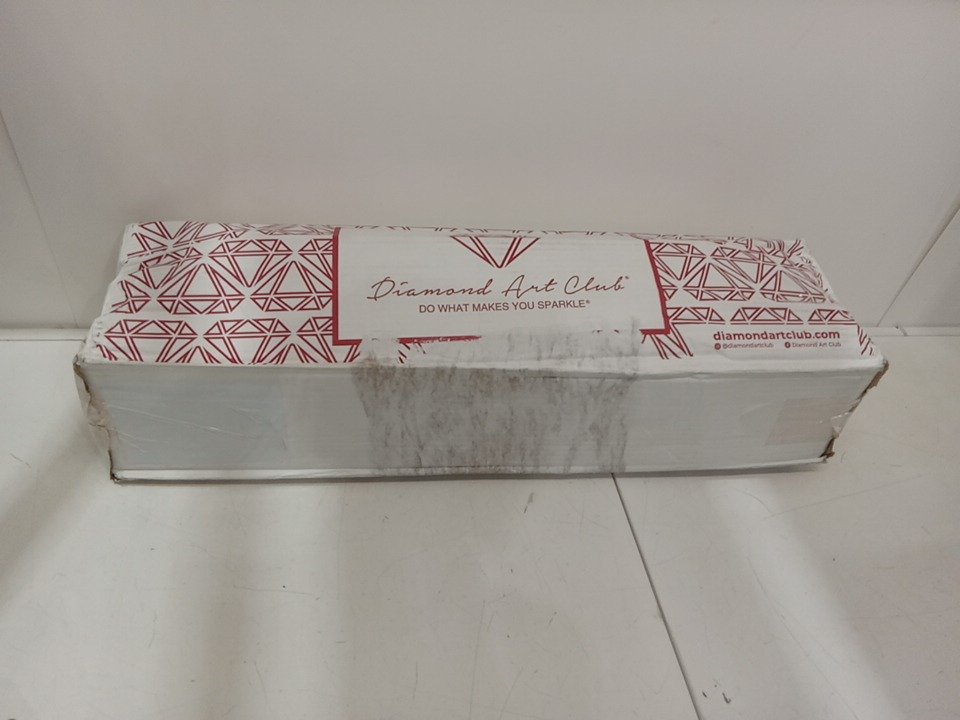 Diamond Art Club®
DO WHAT MAKES YOU SPARKLE®
diamondartclub.com
@diamondartclub Diamond Art Club